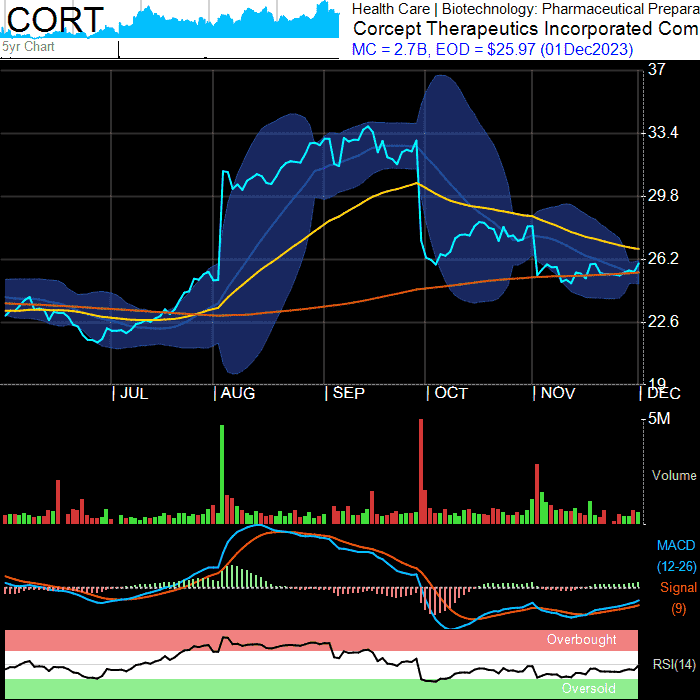 CORT
5yr Chart
Health Care | Biotechnology: Pharmaceutical Prepara
Corcept Therapeutics Incorporated Com
MC = 2.7B, EOD = $25.97 (01Dec2023)
37
33.4
29.8
26.2
22.6
19
JUL
AUG
SEP
OCT
NOV
DEC
5M
Volume
MACD
(12-26)
Signal
(9)
Overbought
RSI(14)
Oversold